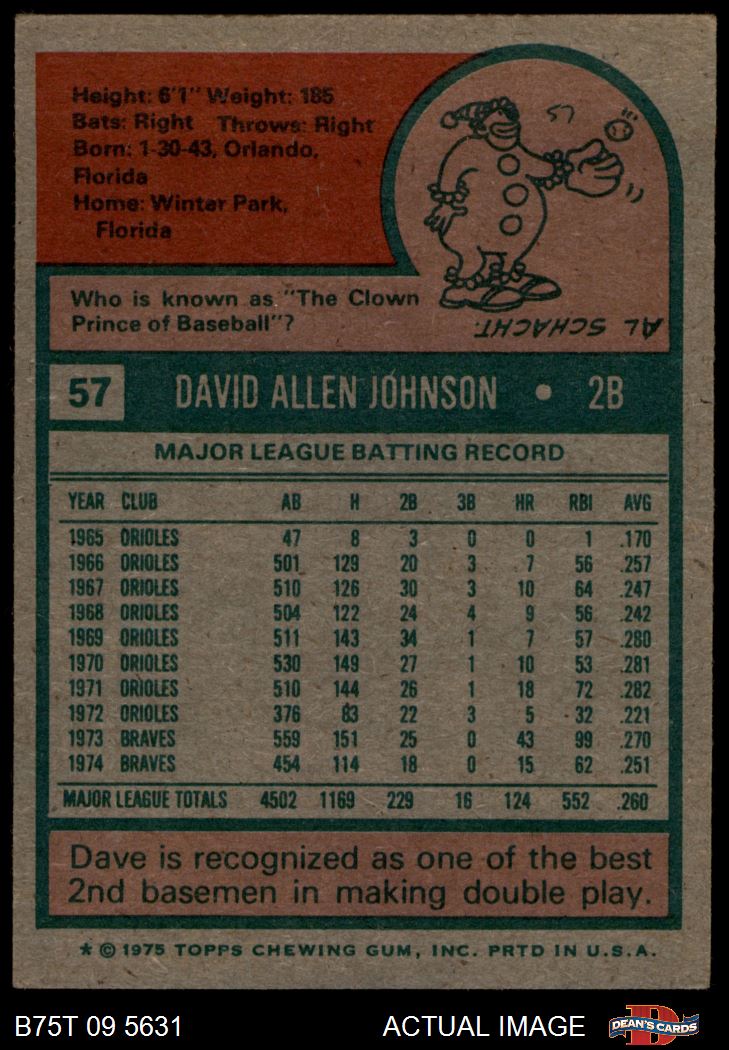 Height: 6'1" Weight: 185
Bats: Right Throws: Right
Born: 1-30-43, Orlando,
Florida
Home: Winter Park,
Florida
57
Who is known as "The Clown
Prince of Baseball"?
AL SCHACHT.
57 DAVID ALLEN JOHNSON • 2B
MAJOR LEAGUE BATTING RECORD
YEAR CLUB AB H 2B 3B HR RBI AVG
1965 ORIOLES 47 8 3 0 0 1 .170
1966 ORIOLES 501 129 20 3 7 56 .257
1967 ORIOLES 510 126 30 3 10 64 .247
1968 ORIOLES 504 122 24 4 9 56 .242
1969 ORIOLES 511 143 34 1 7 57 .280
1970 ORIOLES 530 149 27 1 10 53 .281
1971 ORIOLES 510 144 26 1 18 72 .282
1972 ORIOLES 376 83 22 3 5 32 .221
1973 BRAVES 559 151 25 0 43 99 .270
1974 BRAVES 454 114 18 0 15 62 .251
MAJOR LEAGUE TOTALS 4502 1169 229 16 124 552 .260
Dave is recognized as one of the best
2nd basemen in making double play.
* © 1975 TOPPS CHEWING GUM, INC. PRTD IN U.S.A.
B75T 09 5631 ACTUAL IMAGE D DEAN'S CARDS